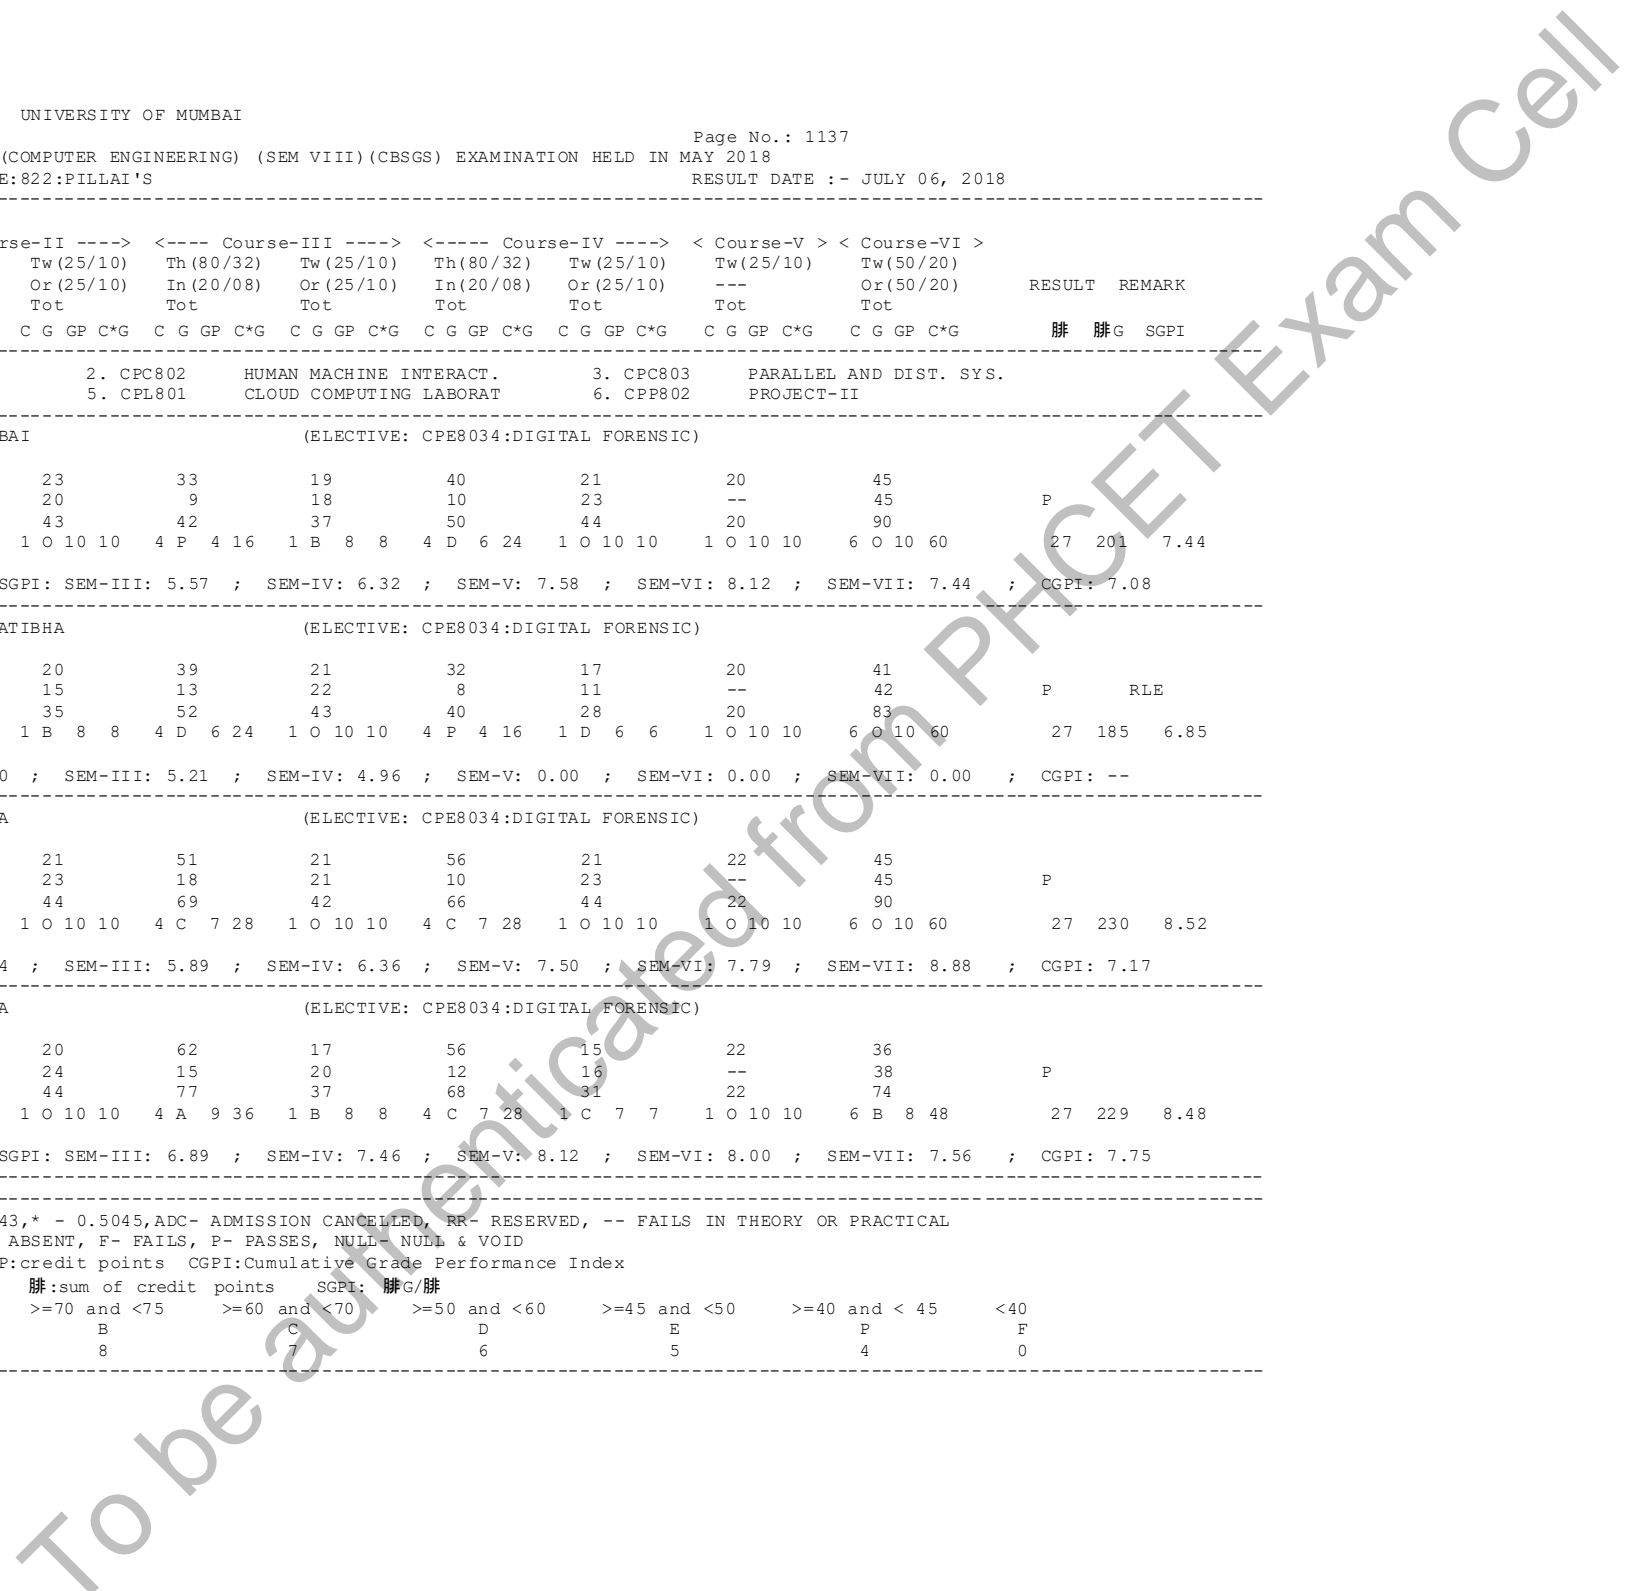 UNIVERSITY OF MUMBAI
Page No.: 1137
(COMPUTER ENGINEERING) (SEM VIII)(CBSGS) EXAMINATION HELD IN MAY 2018
E:822:PILLAI'S RESULT DATE :- JULY 06, 2018
rse-II ----> <---- Course-III ----> <----- Course-IV ----> < Course-V > < Course-VI >
Tw(25/10) Th(80/32) Tw(25/10) Th(80/32) Tw(25/10) Tw(25/10) Tw(50/20)
Or(25/10) In(20/08) Or(25/10) In(20/08) Or(25/10) --- Or(50/20) RESULT REMARK
Tot Tot Tot Tot Tot Tot Tot
C G GP C*G C G GP C*G C G GP C*G C G GP C*G C G GP C*G C G GP C*G C G GP C*G 腓 腓G SGPI
2. CPC802 HUMAN MACHINE INTERACT. 3. CPC803 PARALLEL AND DIST. SYS.
5. CPL801 CLOUD COMPUTING LABORAT 6. CPP802 PROJECT-II
BAI (ELECTIVE: CPE8034:DIGITAL FORENSIC)
23 33 19 40 21 20 45
20 9 18 10 23 -- 45 P
43 42 37 50 44 20 90
1 O 10 10 4 P 4 16 1 B 8 8 4 D 6 24 1 O 10 10 1 O 10 10 6 O 10 60 27 201 7.44
SGPI: SEM-III: 5.57 ; SEM-IV: 6.32 ; SEM-V: 7.58 ; SEM-VI: 8.12 ; SEM-VII: 7.44 ; CGPI: 7.08
ATIBHA (ELECTIVE: CPE8034:DIGITAL FORENSIC)
20 39 21 32 17 20 41
15 13 22 8 11 -- 42 P RLE
35 52 43 40 28 20 83
1 B 8 8 4 D 6 24 1 O 10 10 4 P 4 16 1 D 6 6 1 O 10 10 6 O 10 60 27 185 6.85
0 ; SEM-III: 5.21 ; SEM-IV: 4.96 ; SEM-V: 0.00 ; SEM-VI: 0.00 ; SEM-VII: 0.00 ; CGPI: --
A (ELECTIVE: CPE8034:DIGITAL FORENSIC)
21 51 21 56 21 22 45
23 18 21 10 23 -- 45 P
44 69 42 66 44 22 90
1 O 10 10 4 C 7 28 1 O 10 10 4 C 7 28 1 O 10 10 1 O 10 10 6 O 10 60 27 230 8.52
4 ; SEM-III: 5.89 ; SEM-IV: 6.36 ; SEM-V: 7.50 ; SEM-VI: 7.79 ; SEM-VII: 8.88 ; CGPI: 7.17
A (ELECTIVE: CPE8034:DIGITAL FORENSIC)
20 62 17 56 15 22 36
24 15 20 12 16 -- 38 P
44 77 37 68 31 22 74
1 O 10 10 4 A 9 36 1 B 8 8 4 C 7 28 1 C 7 7 1 O 10 10 6 B 8 48 27 229 8.48
SGPI: SEM-III: 6.89 ; SEM-IV: 7.46 ; SEM-V: 8.12 ; SEM-VI: 8.00 ; SEM-VII: 7.56 ; CGPI: 7.75
43,* - 0.5045,ADC- ADMISSION CANCELLED, RR- RESERVED, -- FAILS IN THEORY OR PRACTICAL
ABSENT, F- FAILS, P- PASSES, NULL- NULL & VOID
P:credit points CGPI:Cumulative Grade Performance Index
腓:sum of credit points SGPI: 腓G/腓
>=70 and <75 >=60 and <70 >=50 and <60 >=45 and <50 >=40 and < 45 <40
B C D E P F
8 7 6 5 4 0
To be authenticated from PHCET Exam Cell